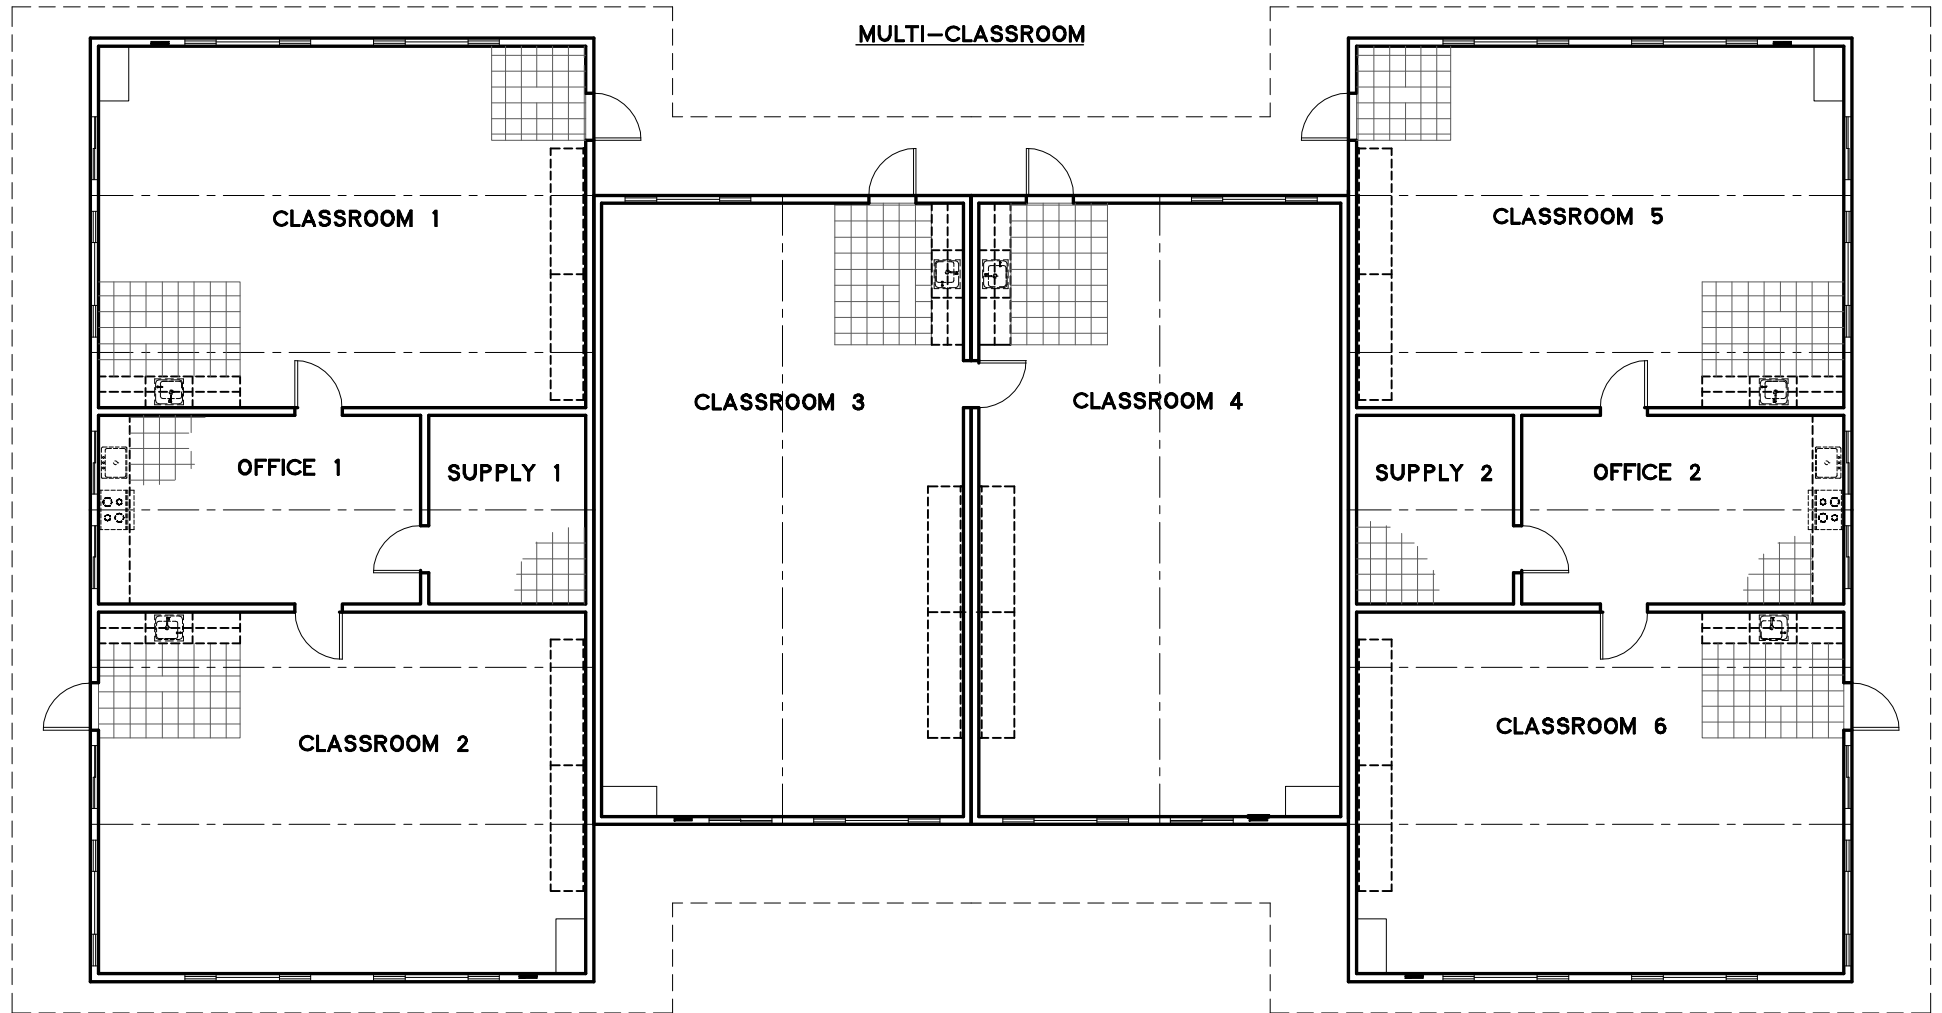 MULTI-CLASSROOM
CLASSROOM 1
CLASSROOM 5
CLASSROOM 3
CLASSROOM 4
OFFICE 1
SUPPLY 1
SUPPLY 2
OFFICE 2
CLASSROOM 2
CLASSROOM 6